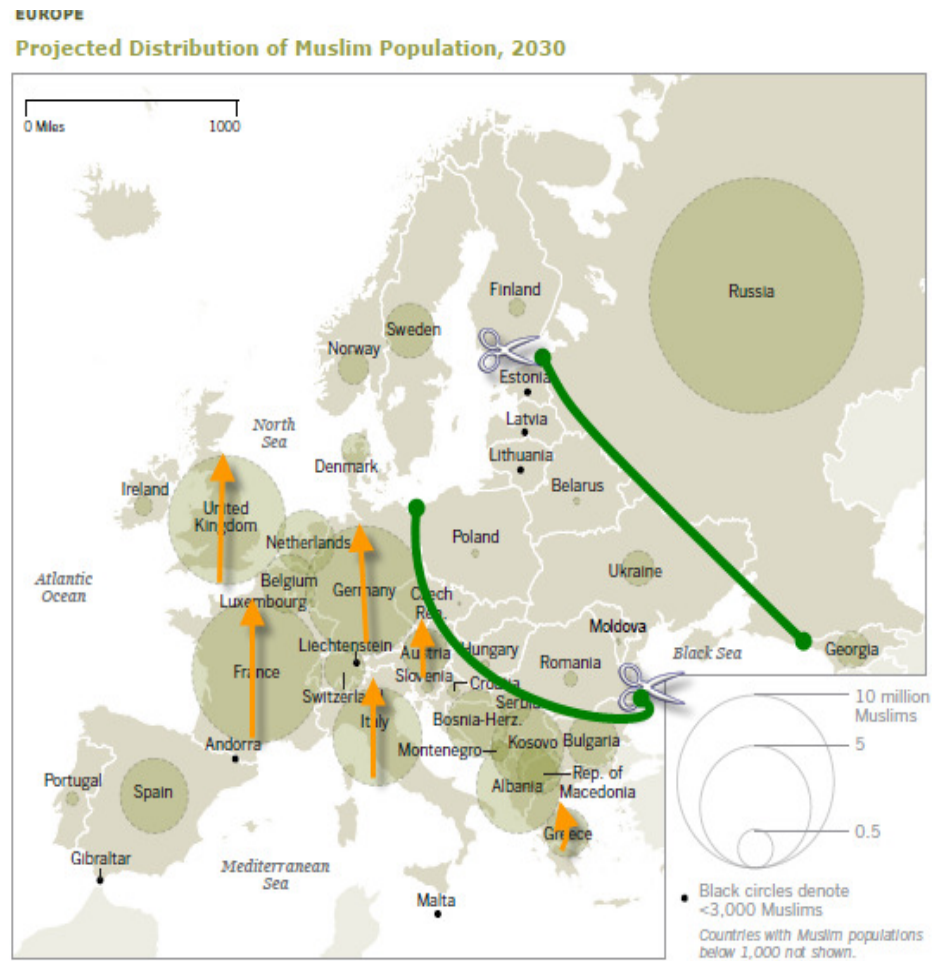 EUROPE
Projected Distribution of Muslim Population, 2030
0 Miles 1000
Russia
Finland
Sweden
Norway
Estonia
North
Sea
Latvia
Lithuania
Denmark
Belarus
Ireland
United
Kingdom
Netherlands
Poland
Atlantic
Ocean
Belgium
Germany
Ukraine
Luxembourg
Czech
Rep.
Moldova
Liechtenstein
Austria
Hungary
Black Sea
Georgia
France
Romania
Slovenia
Switzerland
Croatia
Serbia
Italy
Bosnia-Herz.
Andorra
Montenegro
Kosovo
Bulgaria
Portugal
Spain
Albania
Rep. of
Macedonia
Greece
Gibraltar
Mediterranean
Sea
Malta
10 million
Muslims
5
0.5
Black circles denote
<3,000 Muslims
Countries with Muslim populations
below 1,000 not shown.